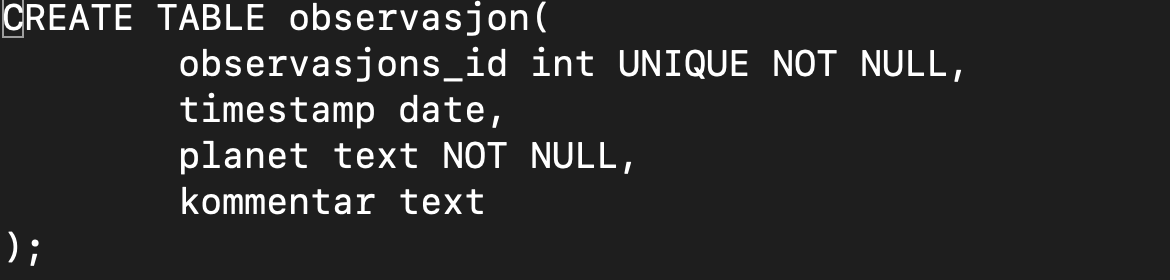 CREATE TABLE observasjon(
observasjons_id int UNIQUE NOT NULL,
timestamp date,
planet text NOT NULL,
kommentar text
);